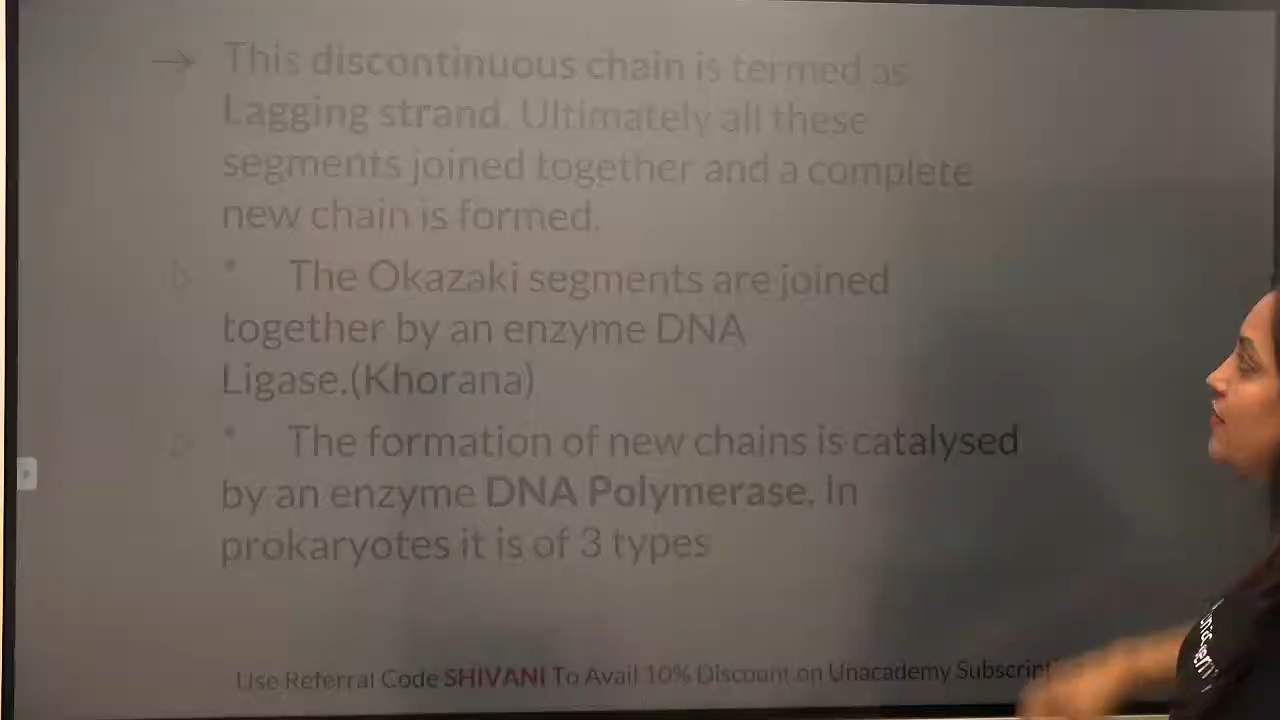 → This discontinuous chain is termed as
Lagging strand. Ultimately all these
segments joined together and a complete
new chain is formed.
b * The Okazaki segments are joined
together by an enzyme DNA
Ligase.(Khorana)
* The formation of new chains is catalysed
by an enzyme DNA Polymerase. In
prokaryotes it is of 3 types
Use Referral Code SHIVANI To Avail 10% Discount on Unacademy